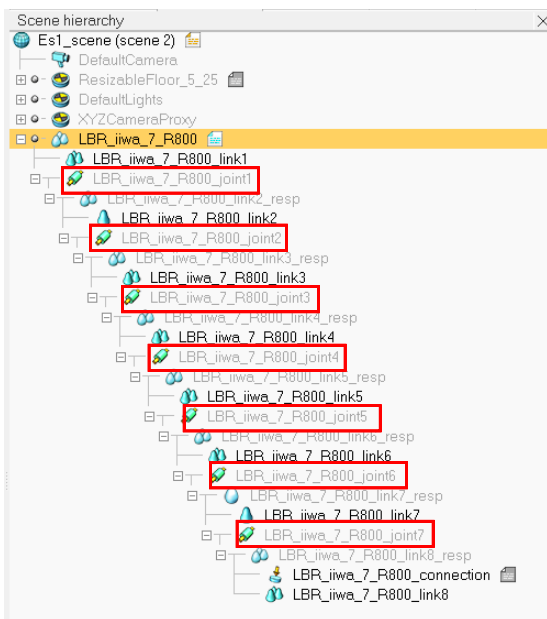 Scene hierarchy
Es1_scene (scene 2)
DefaultCamera
ResizableFloor_5_25
DefaultLights
XYZCameraProxy
LBR_iiwa_7_R800
LBR_iiwa_7_R800_link1
LBR_iiwa_7_R800_joint1
LBR_iiwa_7_R800_link2_resp
LBR_iiwa_7_R800_link2
LBR_iiwa_7_R800_joint2
LBR_iiwa_7_R800_link3_resp
LBR_iiwa_7_R800_link3
LBR_iiwa_7_R800_joint3
LBR_iiwa_7_R800_link4_resp
LBR_iiwa_7_R800_link4
LBR_iiwa_7_R800_joint4
LBR_iiwa_7_R800_link5_resp
LBR_iiwa_7_R800_link5
LBR_iiwa_7_R800_joint5
LBR_iiwa_7_R800_link6_resp
LBR_iiwa_7_R800_link6
LBR_iiwa_7_R800_joint6
LBR_iiwa_7_R800_link7_resp
LBR_iiwa_7_R800_link7
LBR_iiwa_7_R800_joint7
LBR_iiwa_7_R800_link8_resp
LBR_iiwa_7_R800_connection
LBR_iiwa_7_R800_link8